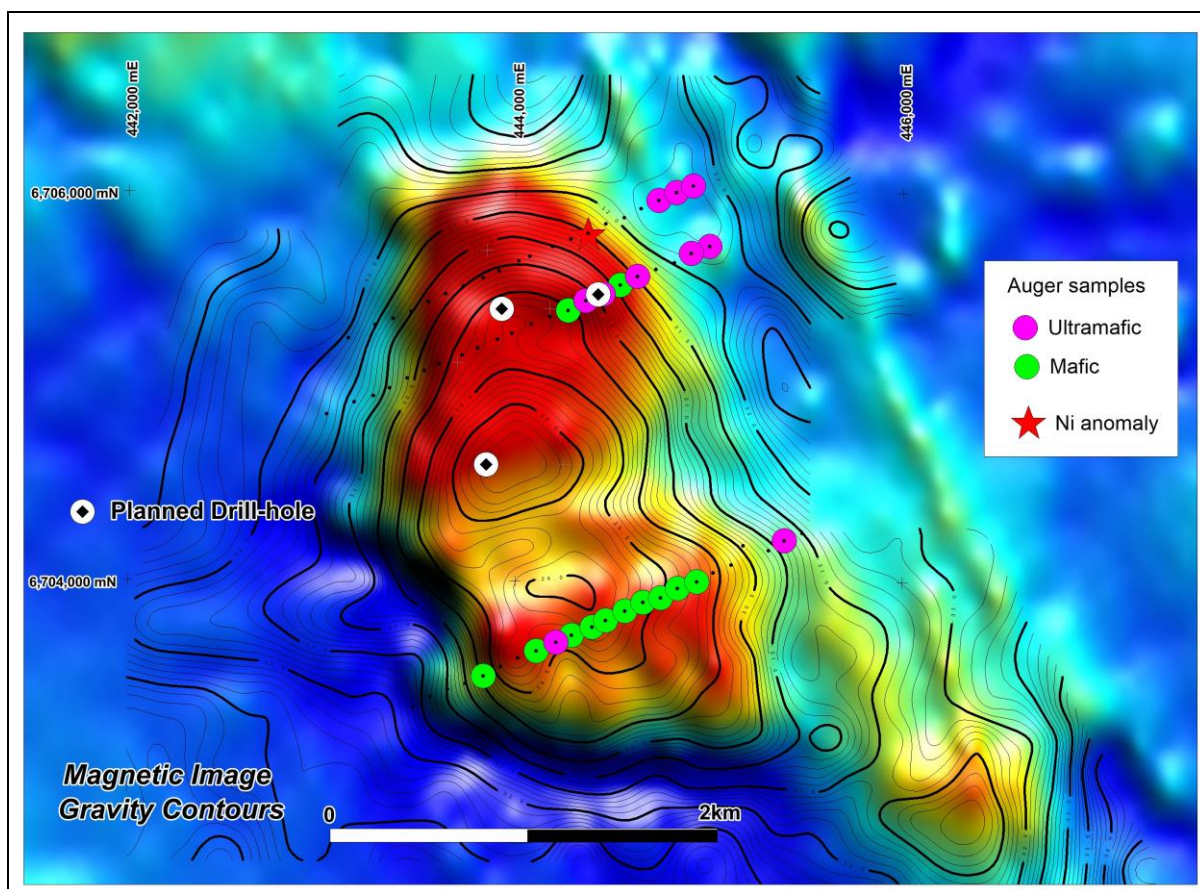 442,000 mE
444,000 mE
446,000 mE
6,706,000 mN
Auger samples
Ultramafic
Mafic
Ni anomaly
Planned Drill-hole
6,704,000 mN
Magnetic Image
Gravity Contours
0
2km